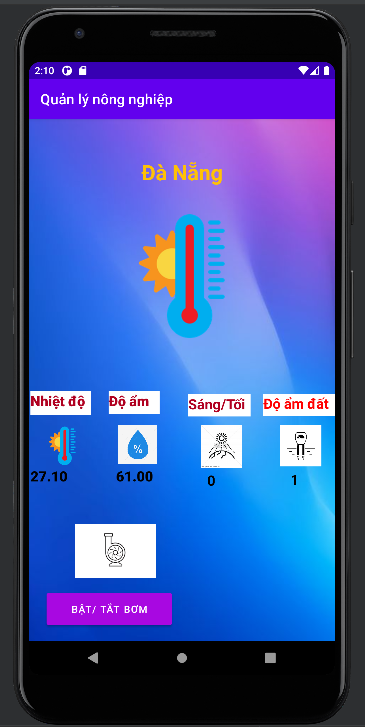 2:10
Quản lý nông nghiệp
Đà Nẵng
Nhiệt độ Độ ẩm Sáng/Tối Độ ẩm đất
%
27.10 61.00 0 1
BẬT/ TẮT BƠM